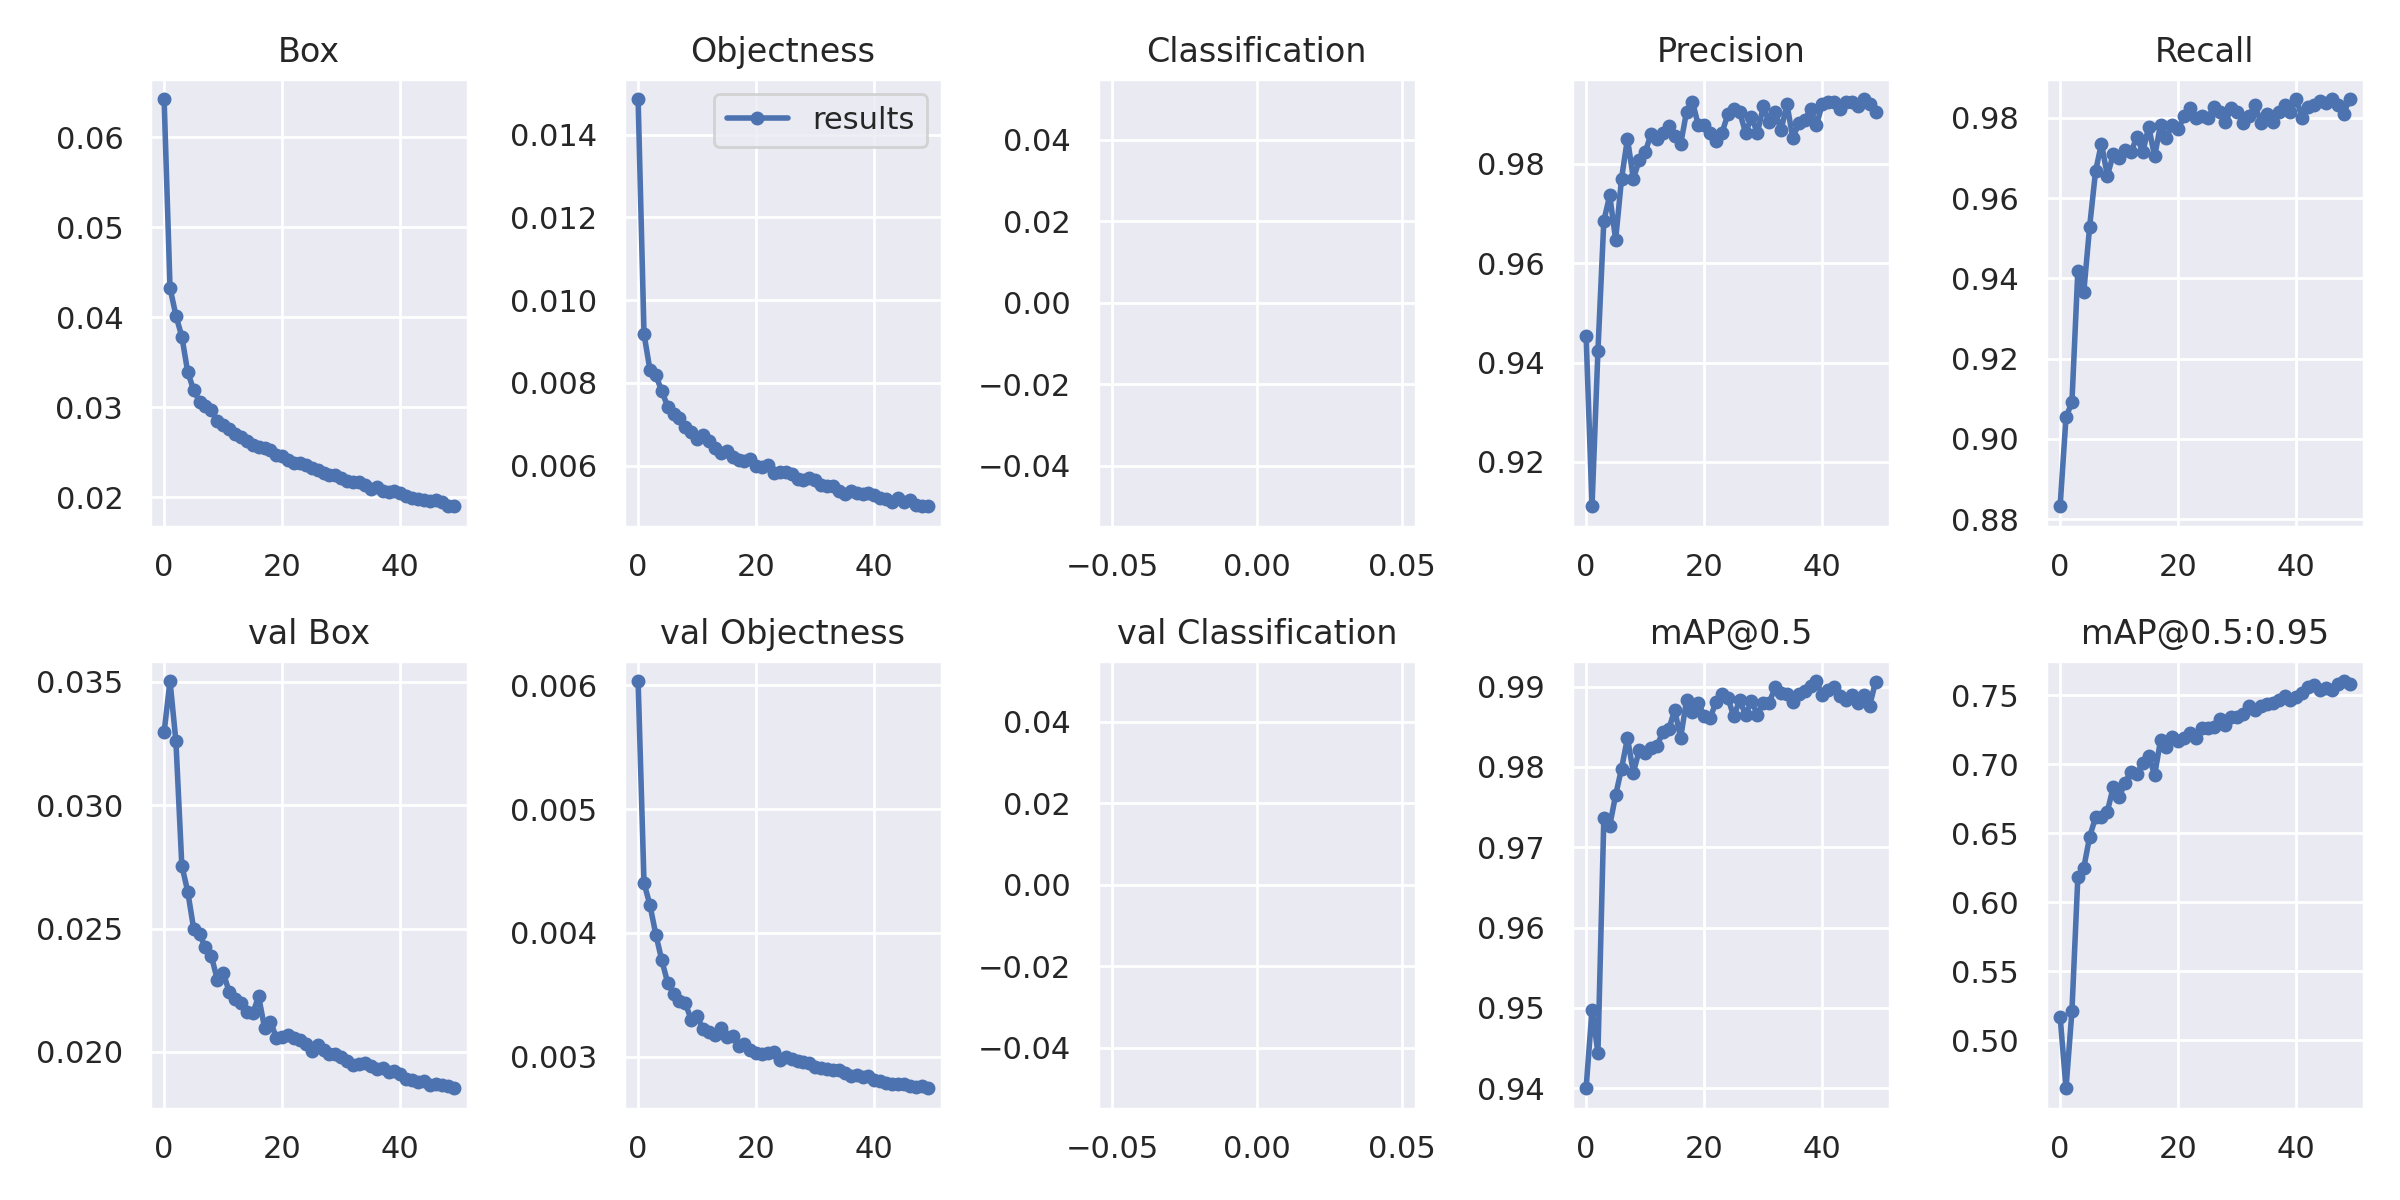 Box
0.06
0.05
0.04
0.03
0.02
0 20 40
Objectness
results
0.014
0.012
0.010
0.008
0.006
0 20 40
Classification
0.04
0.02
0.00
−0.02
−0.04
−0.05 0.00 0.05
Precision
0.98
0.96
0.94
0.92
0 20 40
Recall
0.98
0.96
0.94
0.92
0.90
0.88
0 20 40
val Box
0.035
0.030
0.025
0.020
0 20 40
val Objectness
0.006
0.005
0.004
0.003
0 20 40
val Classification
0.04
0.02
0.00
−0.02
−0.04
−0.05 0.00 0.05
mAP@0.5
0.99
0.98
0.97
0.96
0.95
0.94
0 20 40
mAP@0.5:0.95
0.75
0.70
0.65
0.60
0.55
0.50
0 20 40